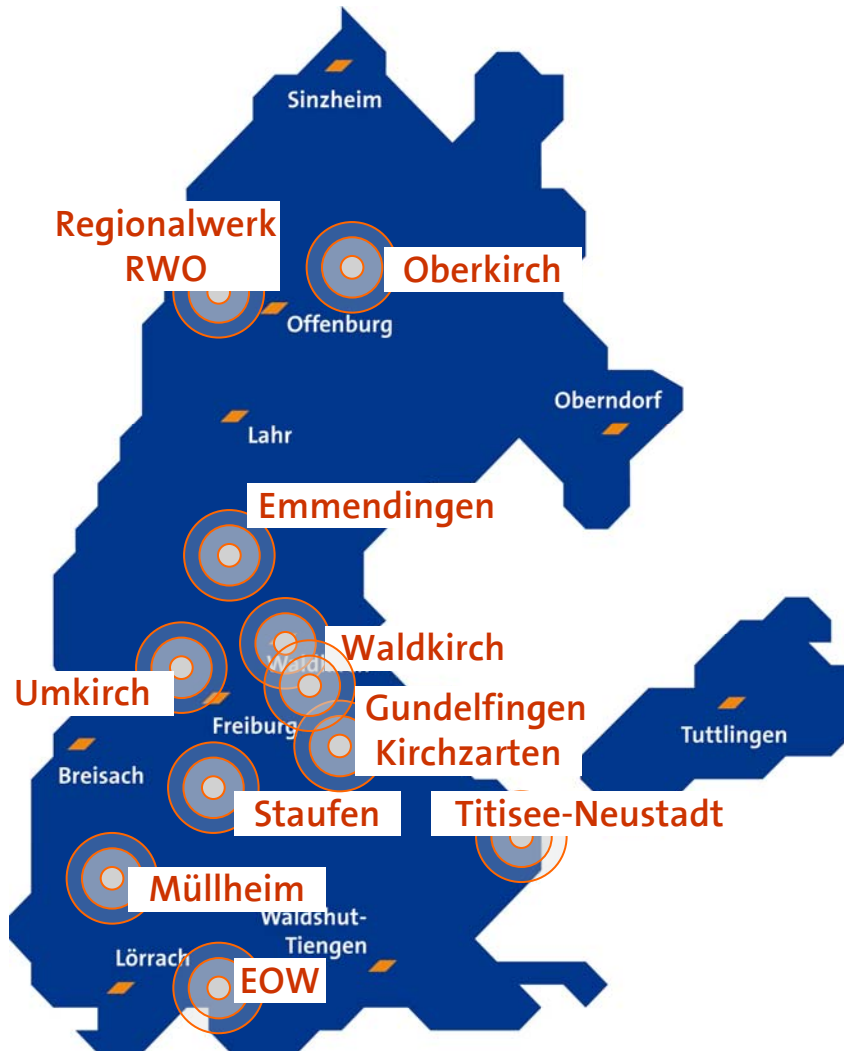 Sinzheim
Regionalwerk
RWO
Oberkirch
Offenburg
Oberndorf
Lahr
Emmendingen
Waldkirch
Umkirch
Gundelfingen
Freiburg
Kirchzarten
Tuttlingen
Breisach
Staufen
Titisee-Neustadt
Müllheim
Waldshut-
Tiengen
Lörrach
EOW